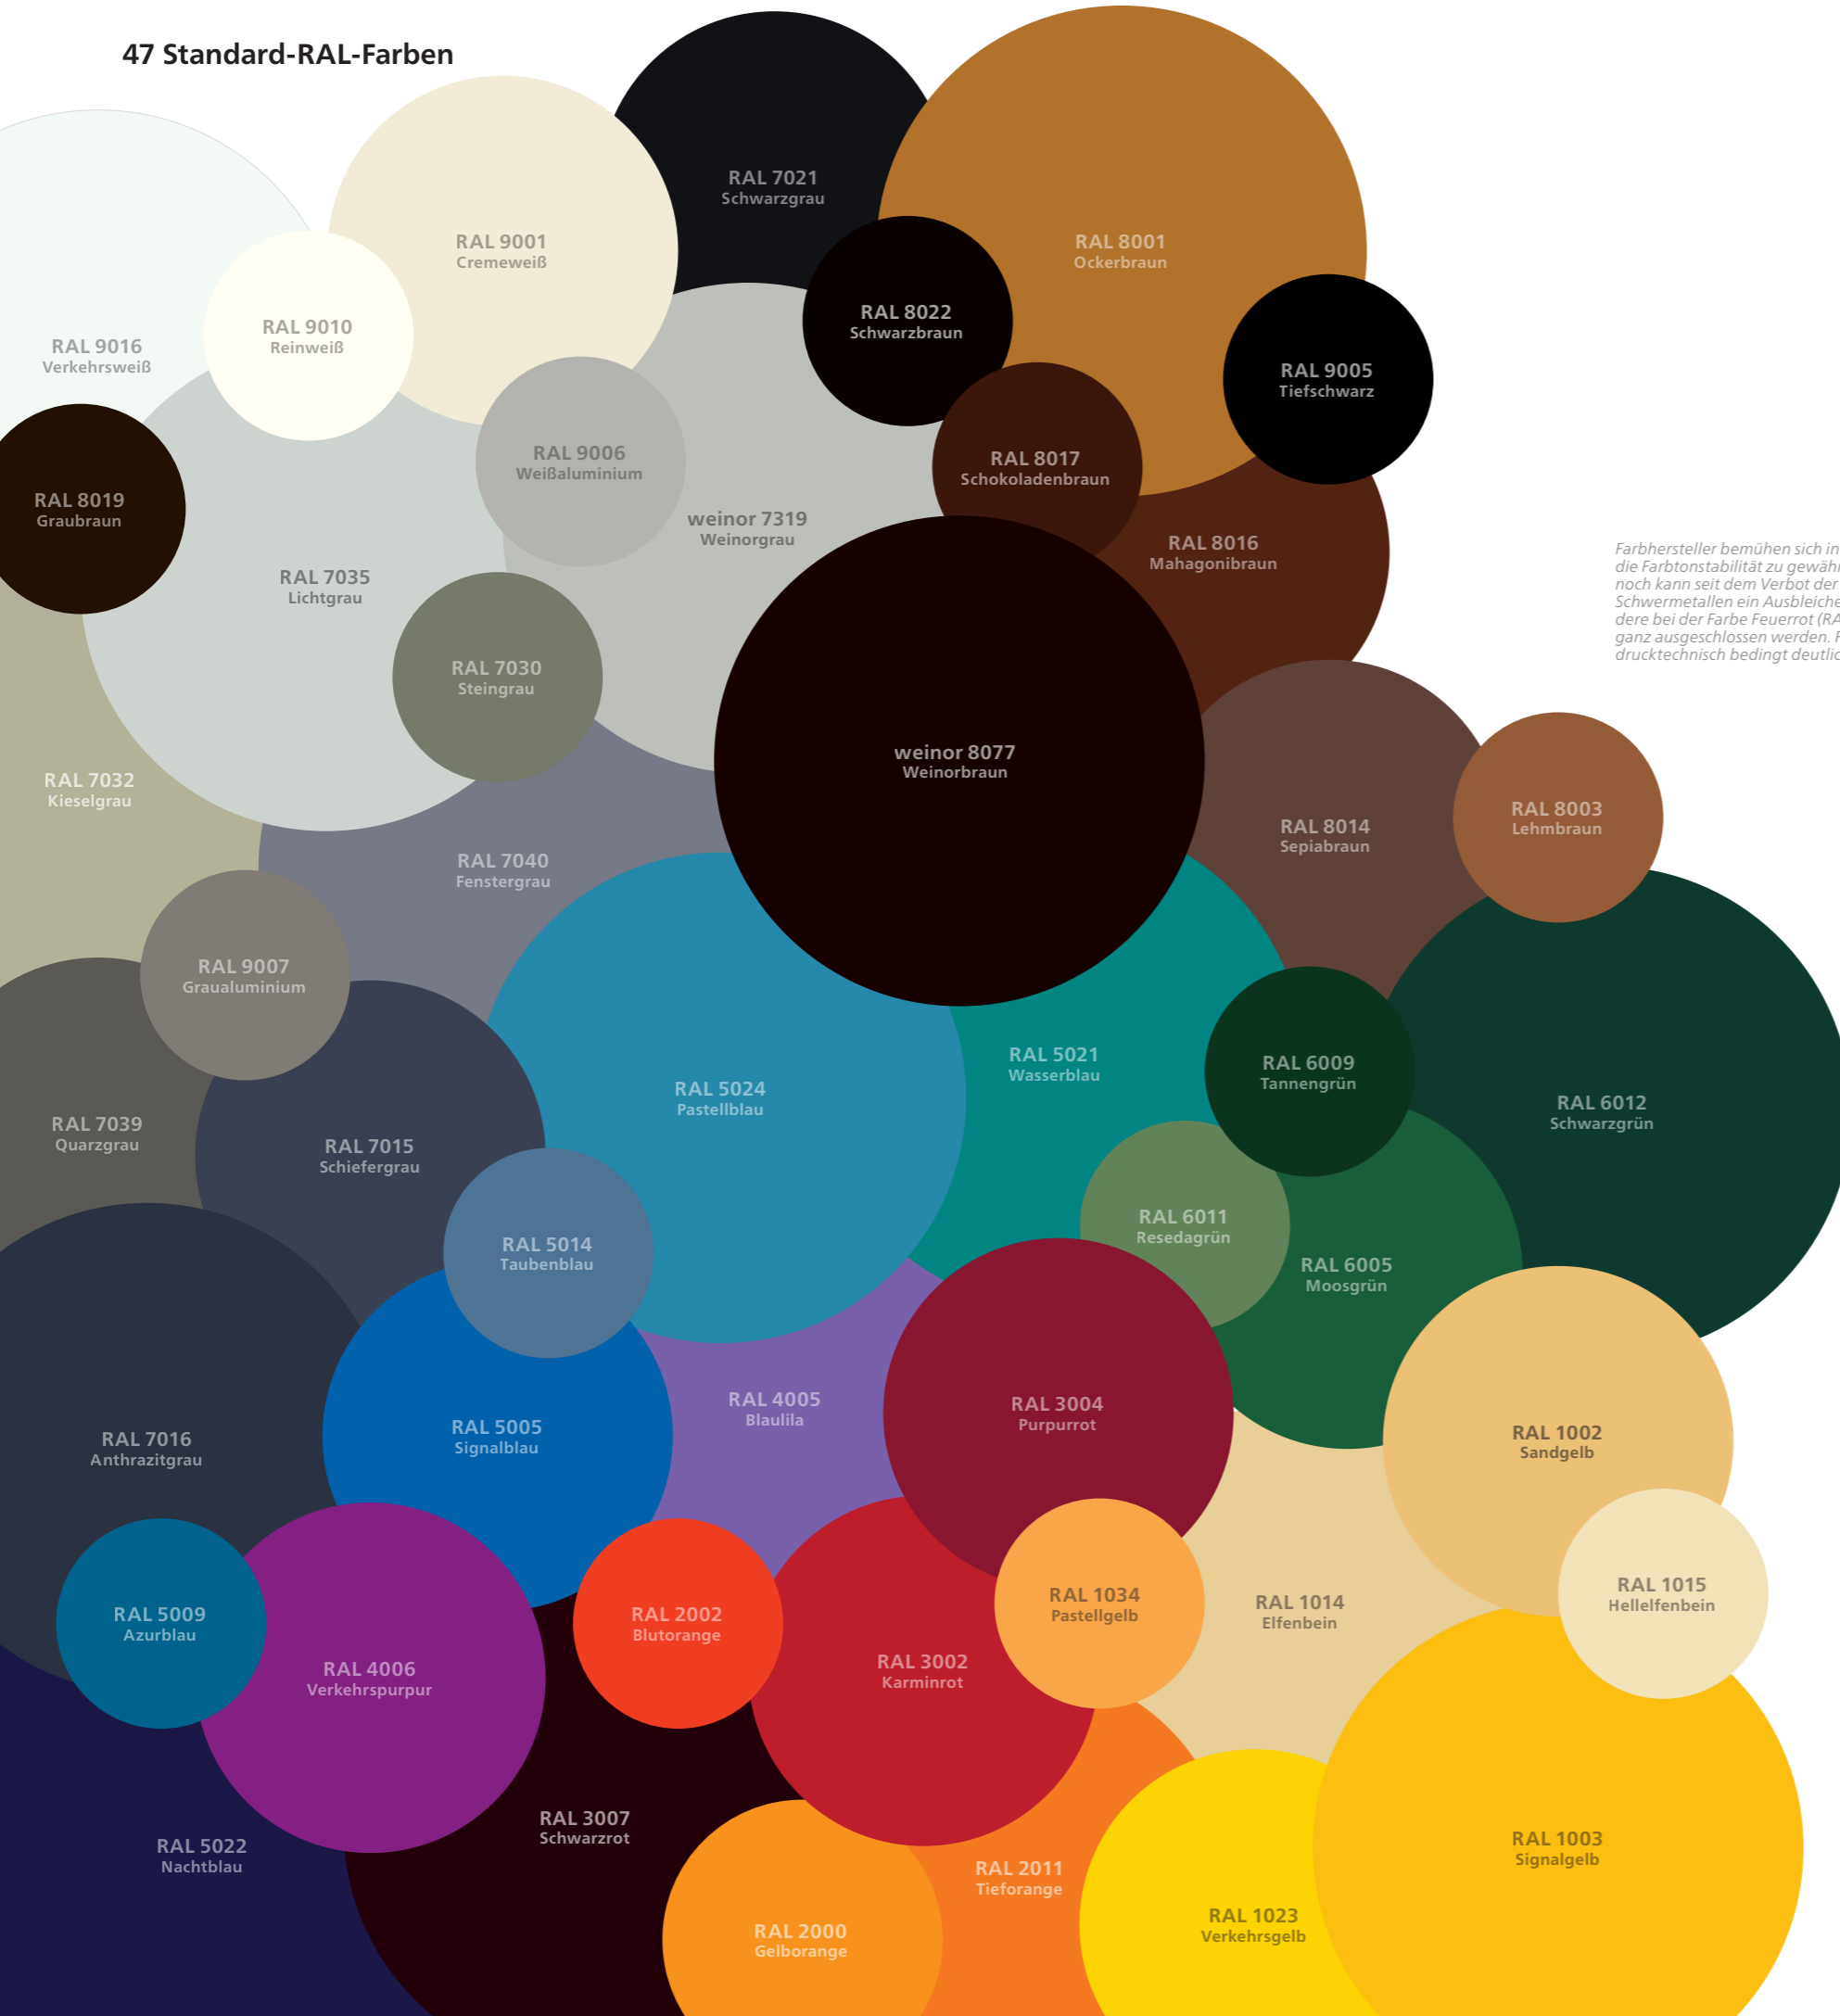 47 Standard-RAL-Farben
RAL 7021
Schwarzgrau
RAL 9001
Cremeweiß
RAL 8001
Ockerbraun
RAL 8022
Schwarzbraun
RAL 9010
Reinweiß
RAL 9016
Verkehrsweiß
RAL 9005
Tiefschwarz
RAL 9006
Weißaluminium
RAL 8017
Schokoladenbraun
RAL 8019
Graubraun
weinor 7319
Weinorgrau
RAL 8016
Mahagonibraun
Farbhersteller bemühen sich in
die Farbtonstabilität zu gewähr
noch kann seit dem Verbot der
Schwermetallen ein Ausbleiche
dere bei der Farbe Feuerrot (RA
ganz ausgeschlossen werden. F
drucktechnisch bedingt deutlic
RAL 7035
Lichtgrau
RAL 7030
Steingrau
weinor 8077
Weinorbraun
RAL 7032
Kieselgrau
RAL 8003
Lehmbraun
RAL 8014
Sepiabraun
RAL 7040
Fenstergrau
RAL 9007
Graualuminium
RAL 5021
Wasserblau
RAL 6009
Tannengrün
RAL 5024
Pastellblau
RAL 6012
Schwarzgrün
RAL 7039
Quarzgrau
RAL 7015
Schiefergrau
RAL 6011
Resedagrün
RAL 5014
Taubenblau
RAL 6005
Moosgrün
RAL 4005
Blaulila
RAL 3004
Purpurrot
RAL 5005
Signalblau
RAL 1002
Sandgelb
RAL 7016
Anthrazitgrau
RAL 1015
Hellelfenbein
RAL 1034
Pastellgelb
RAL 1014
Elfenbein
RAL 5009
Azurblau
RAL 2002
Blutorange
RAL 3002
Karminrot
RAL 4006
Verkehrspurpur
RAL 3007
Schwarzrot
RAL 1003
Signalgelb
RAL 5022
Nachtblau
RAL 2011
Tieforange
RAL 1023
Verkehrsgelb
RAL 2000
Gelborange